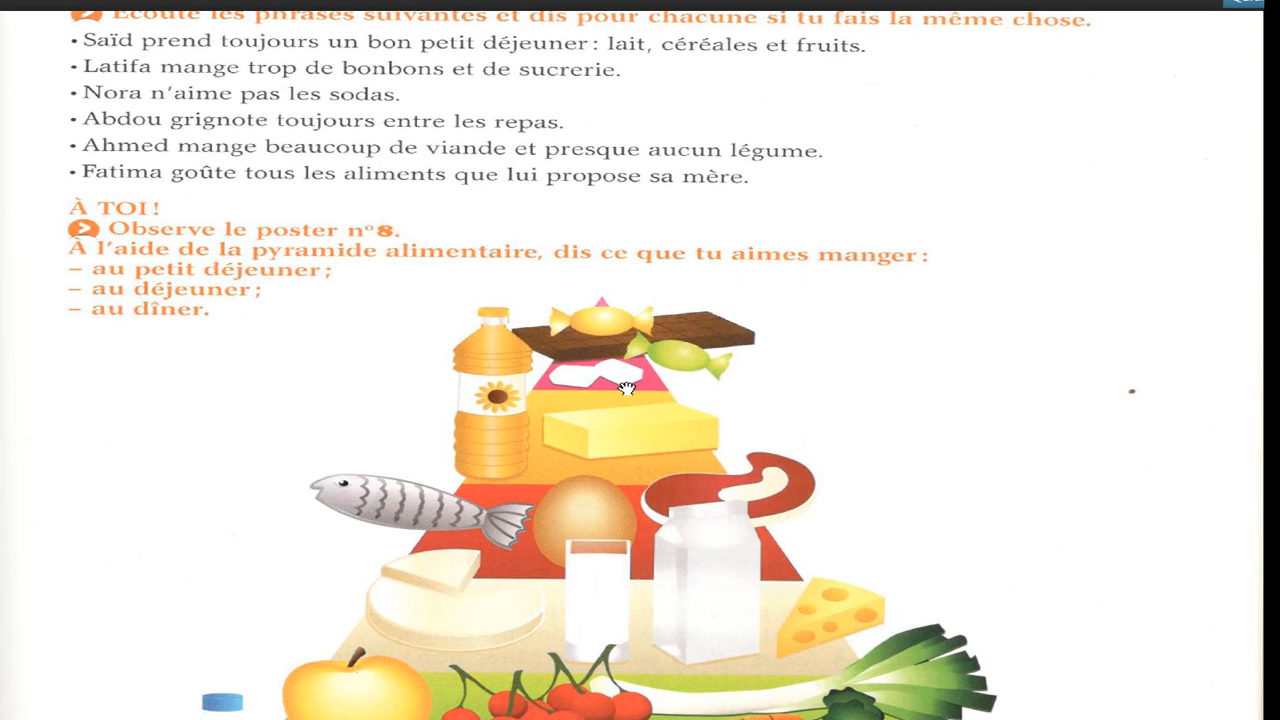 Écoute les phrases suivantes et dis pour chacune si tu fais la même chose.
• Saïd prend toujours un bon petit déjeuner : lait, céréales et fruits.
• Latifa mange trop de bonbons et de sucrerie.
• Nora n'aime pas les sodas.
• Abdou grignote toujours entre les repas.
• Ahmed mange beaucoup de viande et presque aucun légume.
• Fatima goûte tous les aliments que lui propose sa mère.
À TOI !
Observe le poster n° 8.
À l'aide de la pyramide alimentaire, dis ce que tu aimes manger :
– au petit déjeuner ;
– au déjeuner ;
– au dîner.